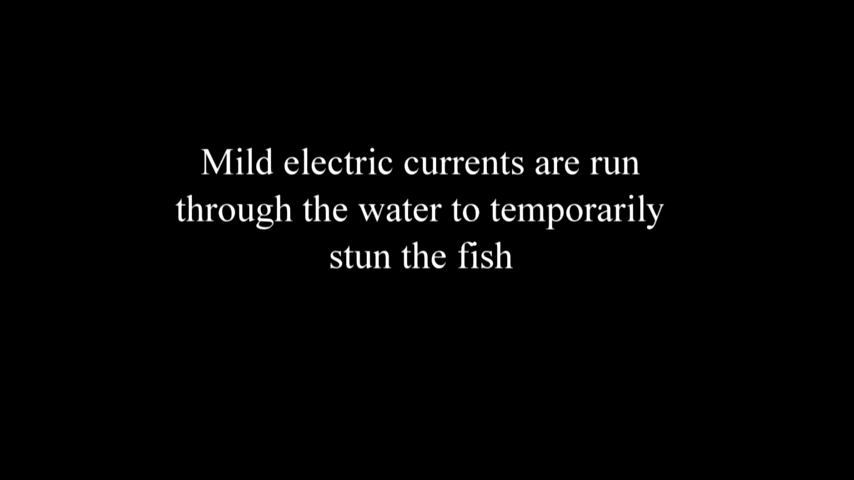 Mild electric currents are run
through the water to temporarily
stun the fish